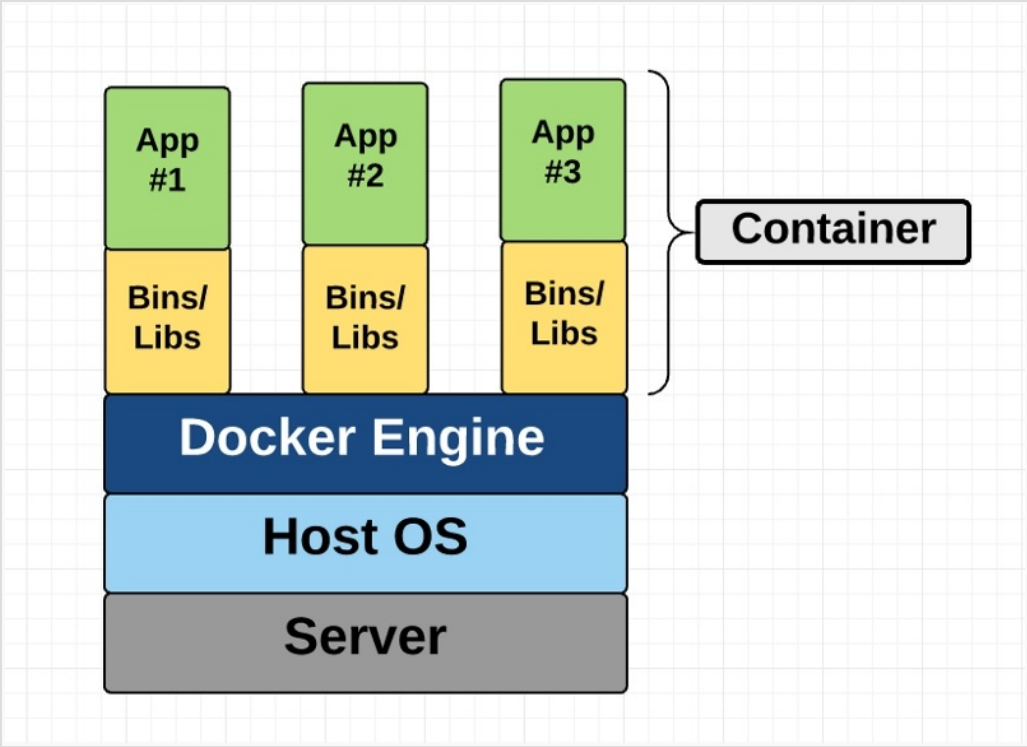 App
#1
App
#2
App
#3
Container
Bins/
Libs
Bins/
Libs
Bins/
Libs
Docker Engine
Host OS
Server